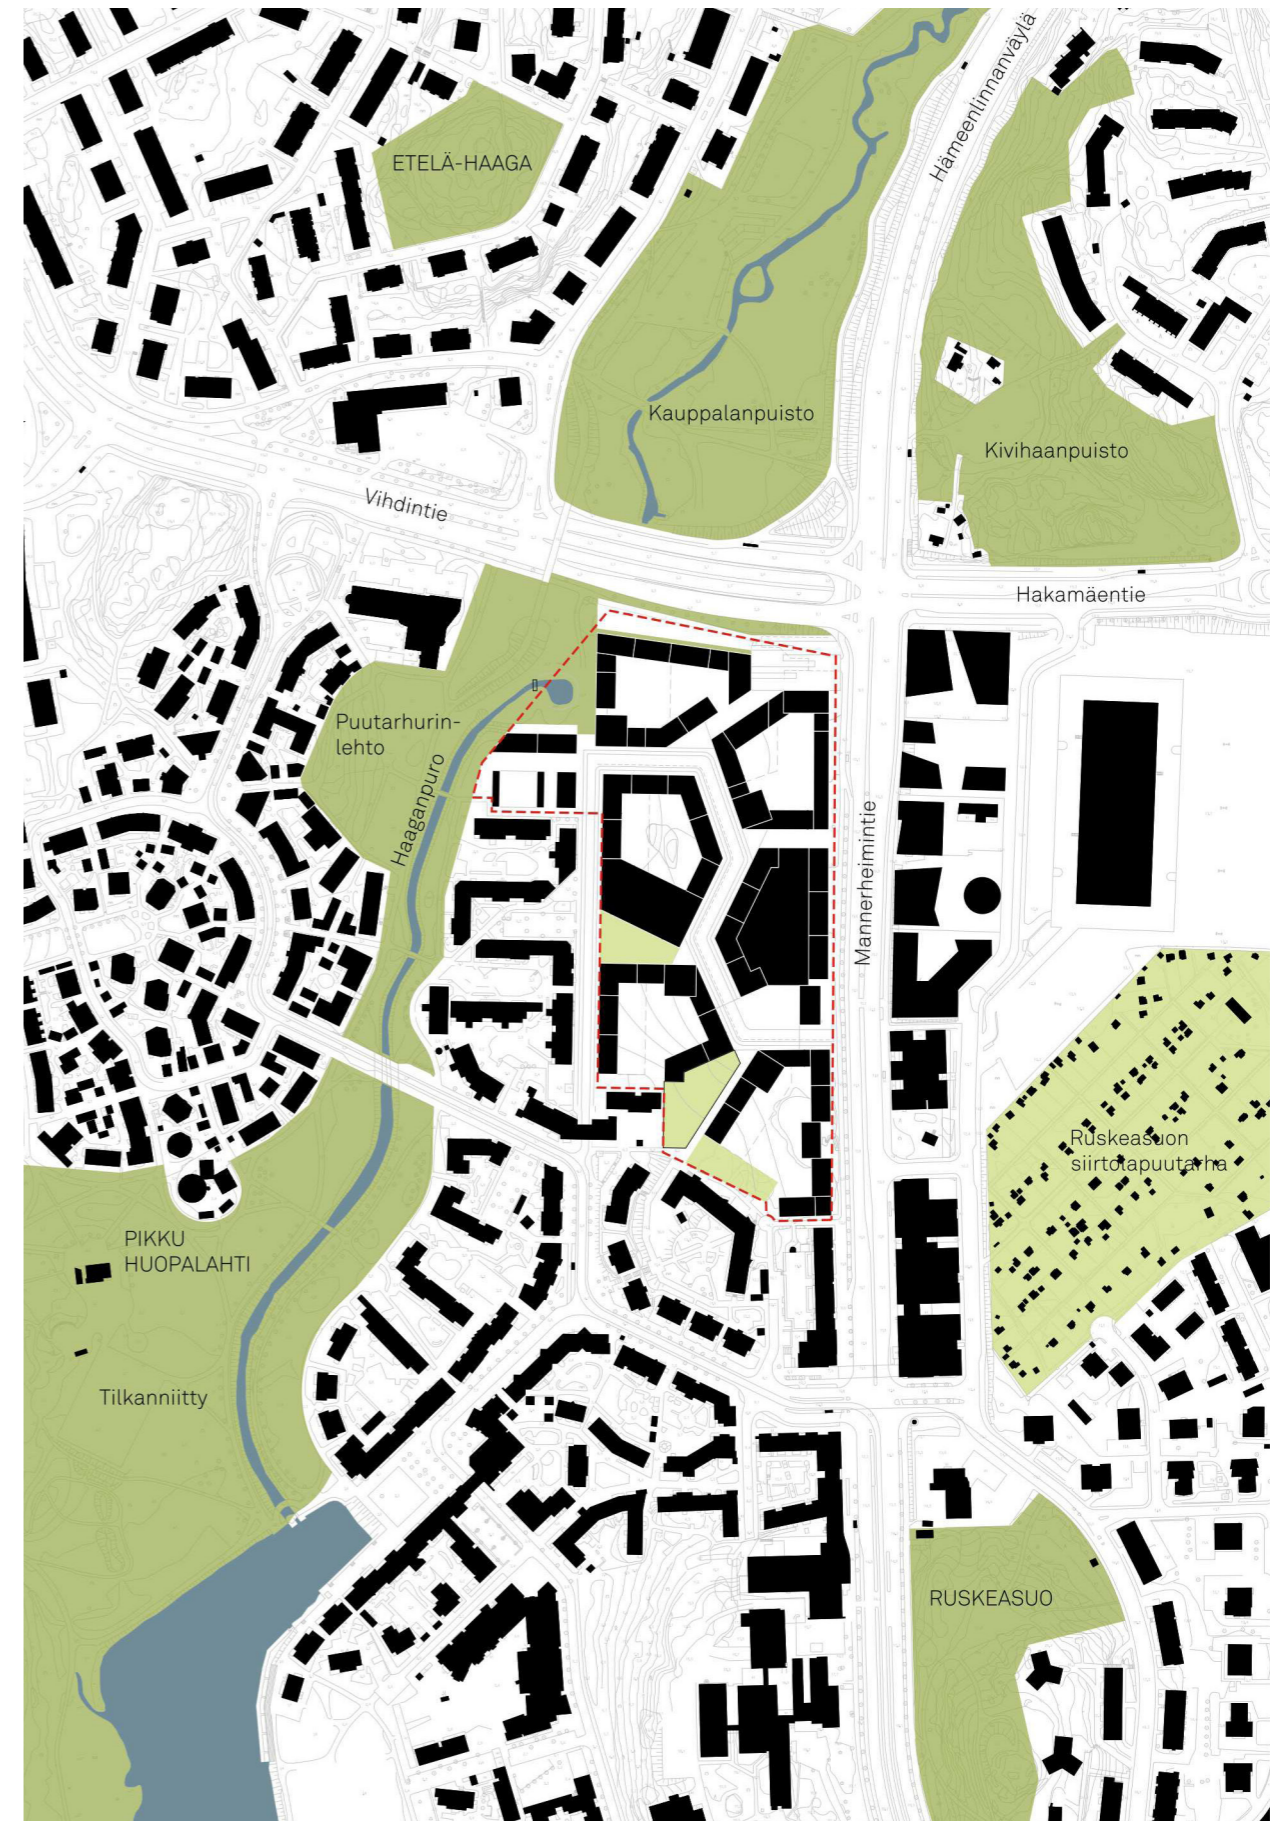 Hämeenlinnanväylä
ETELÄ-HAAGA
Kauppalanpuisto
Kivihaanpuisto
Vihdintie
Hakamäentie
Puutarhurin-
lehto
Haaganpuro
Mannerheimintie
Ruskeasuon
siirtolapuutarha
PIKKU
HUOPALAHTI
Tilkanniitty
RUSKEASUO